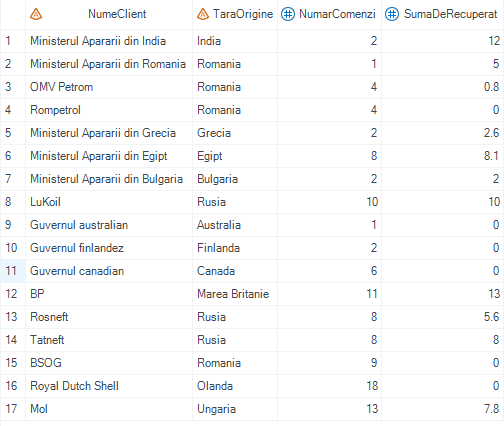 NumeClient TaraOrigine NumarComenzi SumaDeRecuperat
1 Ministerul Apararii din India India 2 12
2 Ministerul Apararii din Romania Romania 1 5
3 OMV Petrom Romania 4 0.8
4 Rompetrol Romania 4 0
5 Ministerul Apararii din Grecia Grecia 2 2.6
6 Ministerul Apararii din Egipt Egipt 8 8.1
7 Ministerul Apararii din Bulgaria Bulgaria 2 2
8 LuKoil Rusia 10 10
9 Guvernul australian Australia 1 0
10 Guvernul finlandez Finlanda 2 0
11 Guvernul canadian Canada 6 0
12 BP Marea Britanie 11 13
13 Rosneft Rusia 8 5.6
14 Tatneft Rusia 8 8
15 BSOG Romania 9 0
16 Royal Dutch Shell Olanda 18 0
17 Mol Ungaria 13 7.8